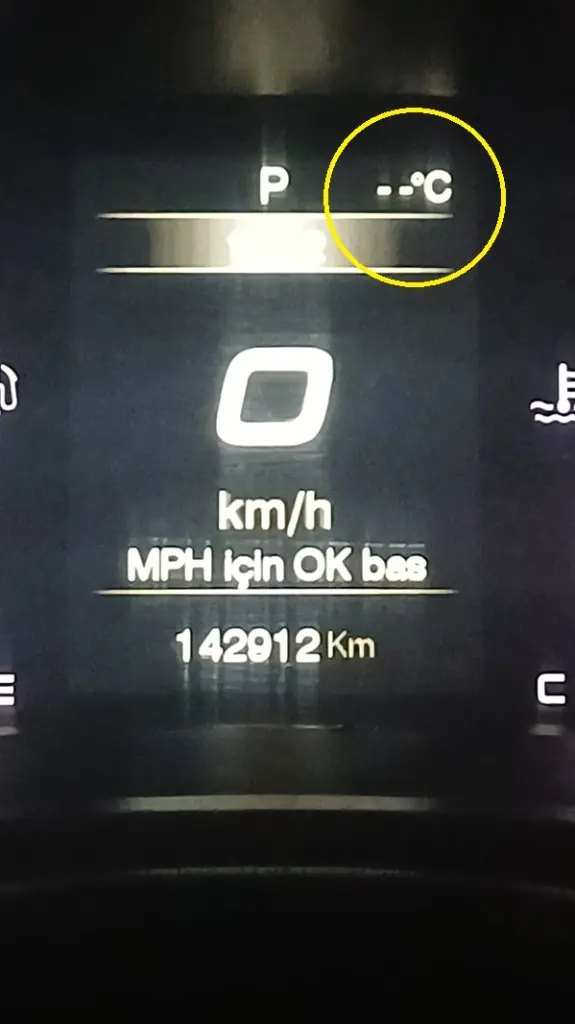 P --°C
0
km/h
MPH için OK bas
142912 Km
E C